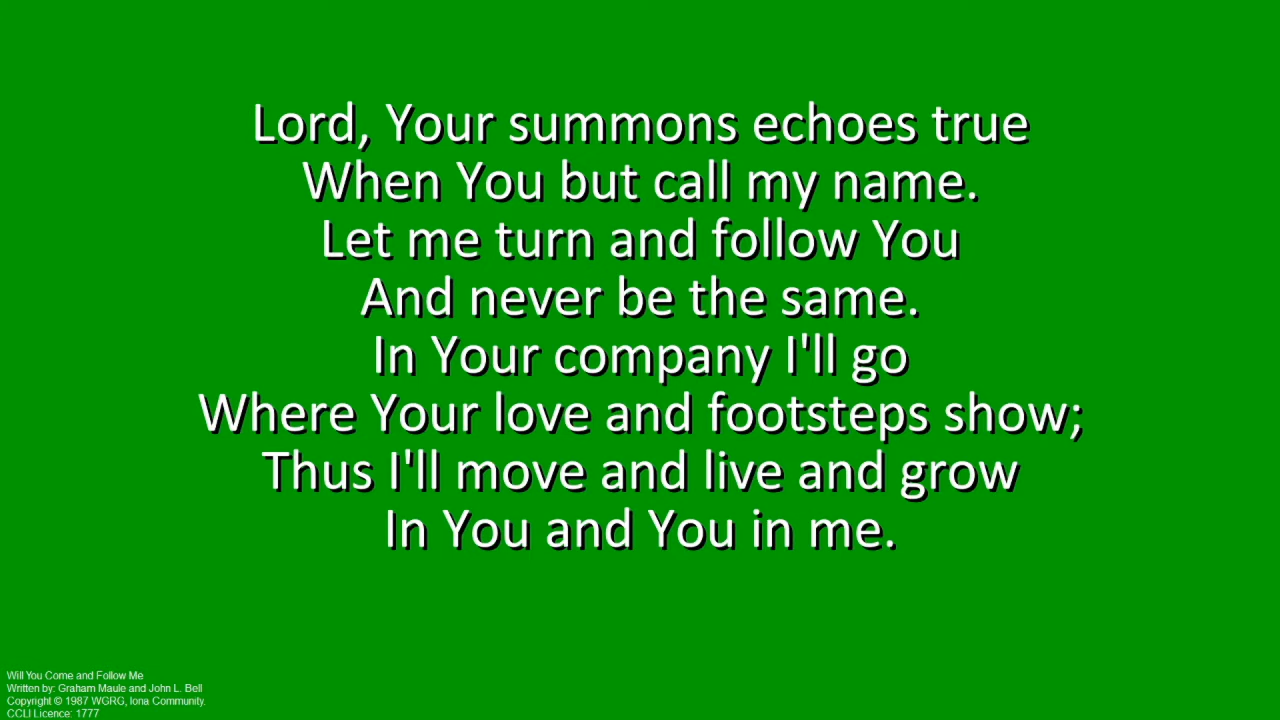 Lord, Your summons echoes true
When You but call my name.
Let me turn and follow You
And never be the same.
In Your company I'll go
Where Your love and footsteps show;
Thus I'll move and live and grow
In You and You in me.
Will You Come and Follow Me
Written by: Graham Maule and John L. Bell
Copyright © 1987 WGRG, Iona Community.
CCLI Licence: 1777